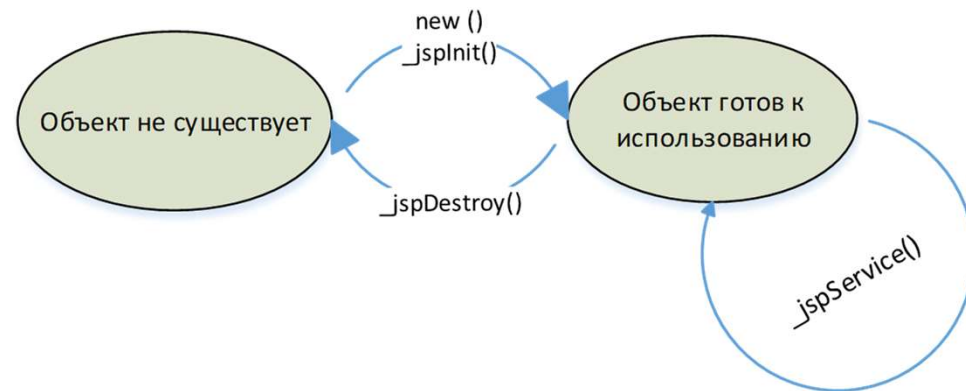 new ()
_jspInit()
Объект не существует
Объект готов к
использованию
_jspDestroy()
_jspService()